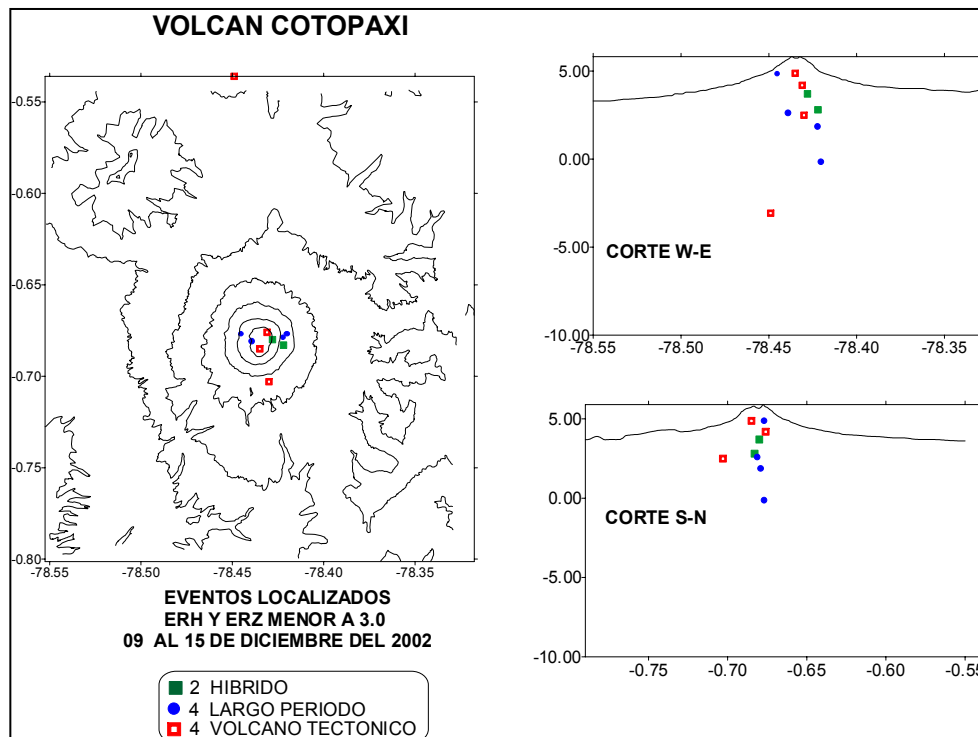 VOLCAN COTOPAXI
-0.55
-0.60
-0.65
-0.70
-0.75
-0.80
-78.55 -78.50 -78.45 -78.40 -78.35
EVENTOS LOCALIZADOS
ERH Y ERZ MENOR A 3.0
09 AL 15 DE DICIEMBRE DEL 2002
2 HIBRIDO
4 LARGO PERIODO
4 VOLCANO TECTONICO
5.00
0.00
-5.00
-10.00
CORTE W-E
-78.55 -78.50 -78.45 -78.40 -78.35
5.00
0.00
-5.00
-10.00
CORTE S-N
-0.75 -0.70 -0.65 -0.60 -0.55